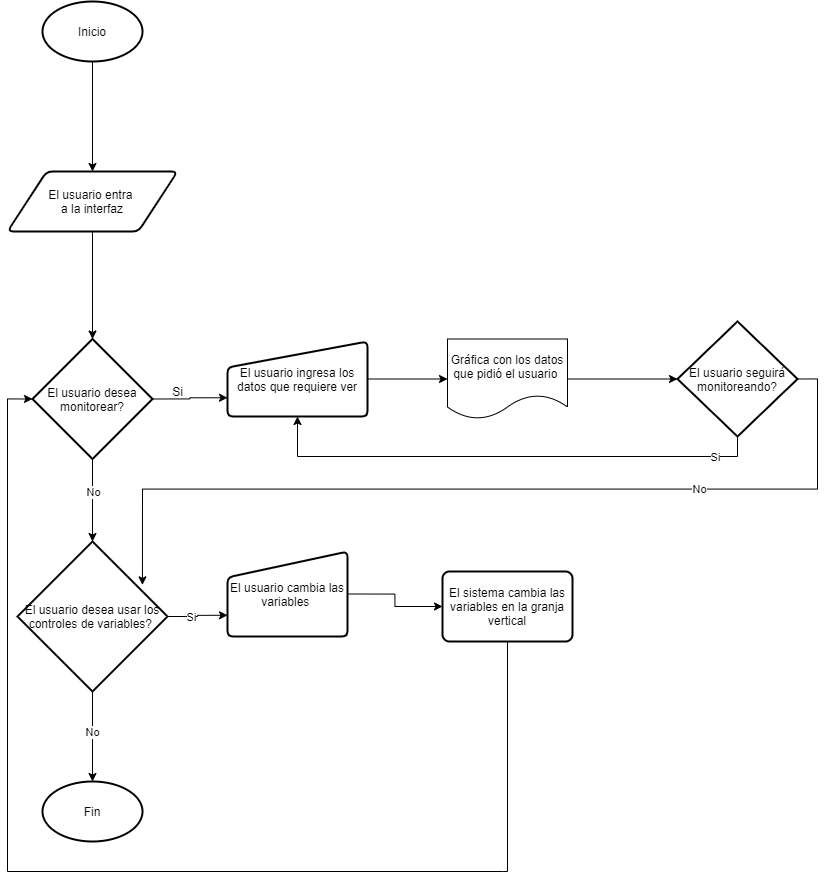 Inicio
El usuario entra
a la interfaz
El usuario desea
monitorear?
Si
El usuario ingresa los
datos que requiere ver
Gráfica con los datos
que pidió el usuario
El usuario seguirá
monitoreando?
Si
No
No
El usuario desea usar los
controles de variables?
Si
El usuario cambia las
variables
El sistema cambia las
variables en la granja
vertical
No
Fin